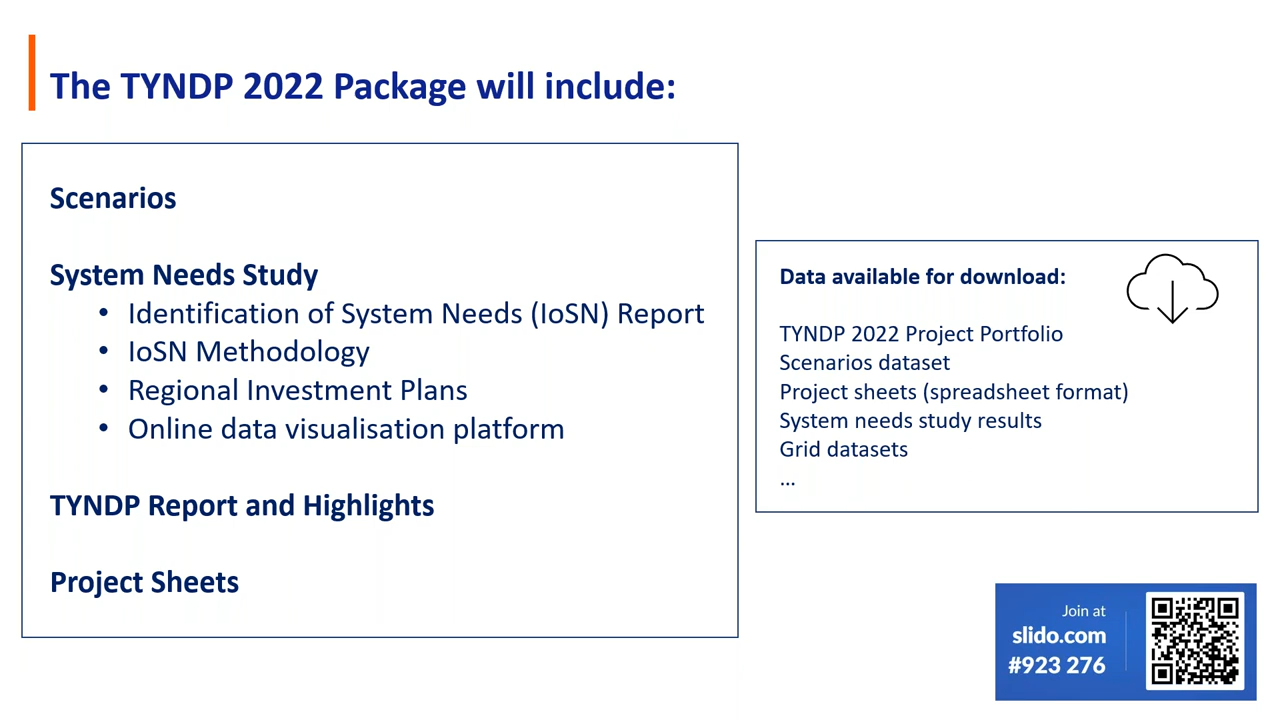 The TYNDP 2022 Package will include:
Scenarios
System Needs Study
• Identification of System Needs (IoSN) Report
• IoSN Methodology
• Regional Investment Plans
• Online data visualisation platform
TYNDP Report and Highlights
Project Sheets
Data available for download:
TYNDP 2022 Project Portfolio
Scenarios dataset
Project sheets (spreadsheet format)
System needs study results
Grid datasets
...
Join at
slido.com
#923 276